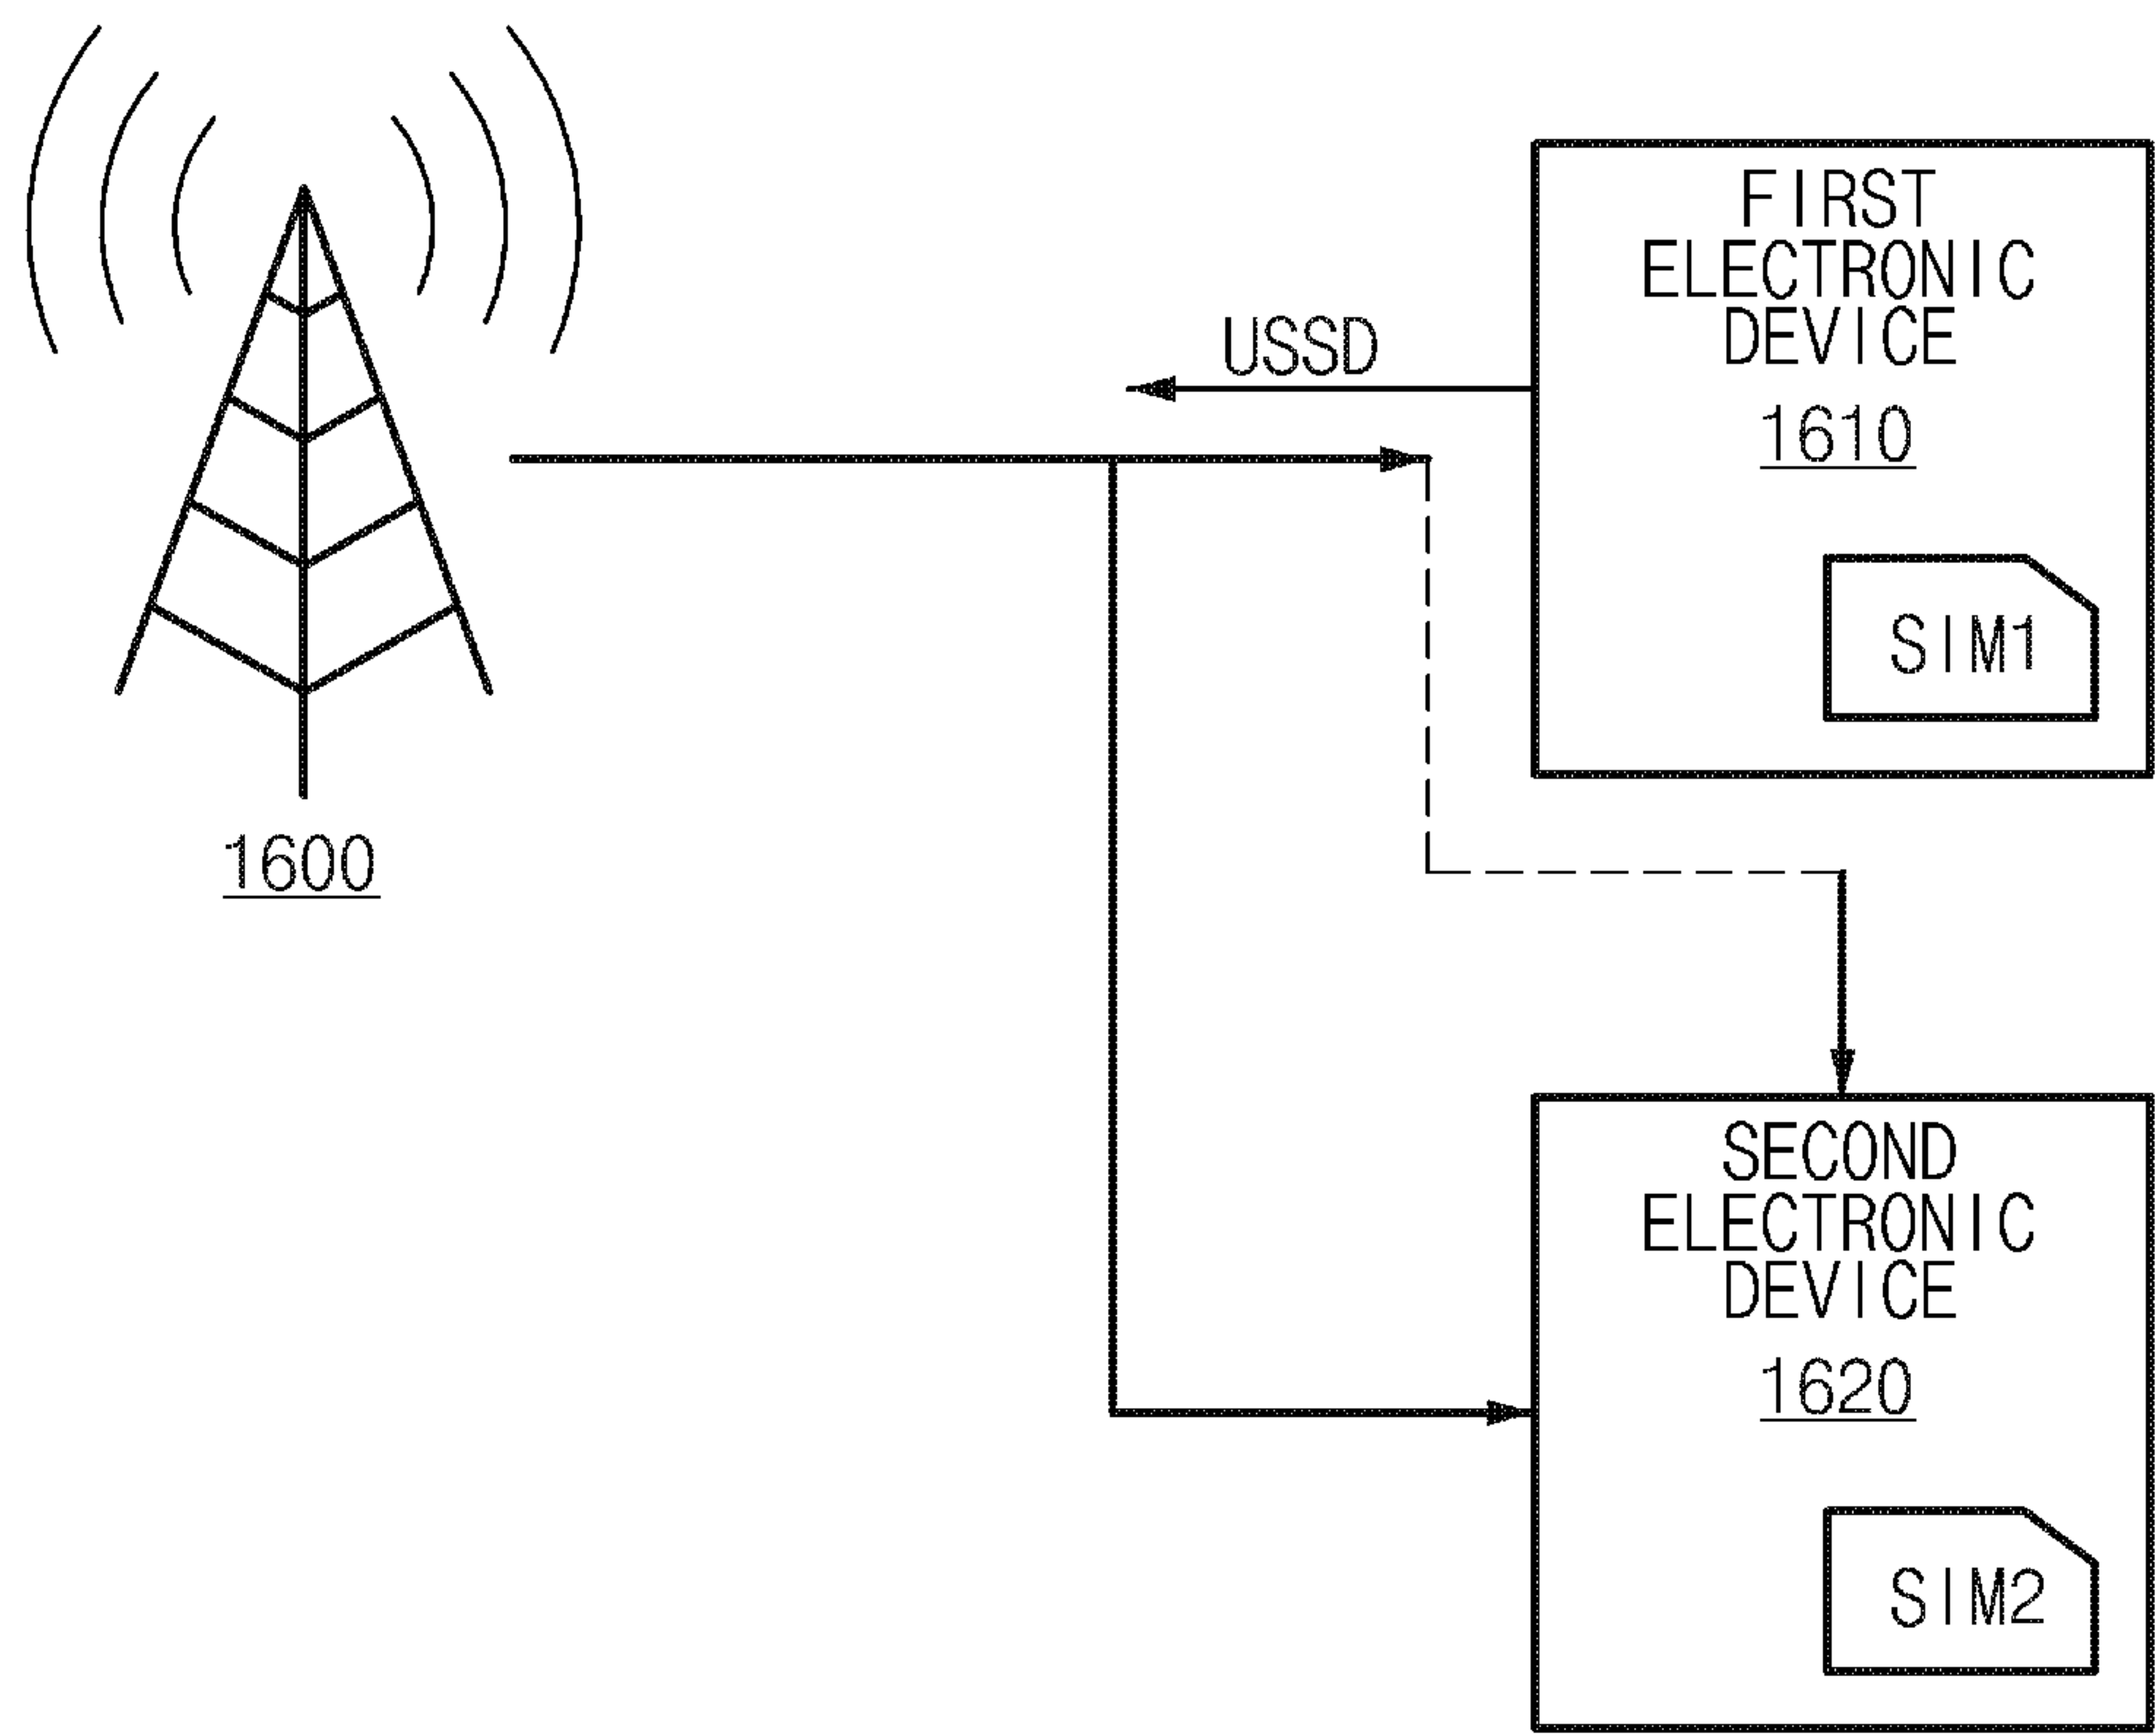 FIRST
ELECTRONIC
DEVICE
1610
USSD
SIM1
1600
SECOND
ELECTRONIC
DEVICE
1620
SIM2